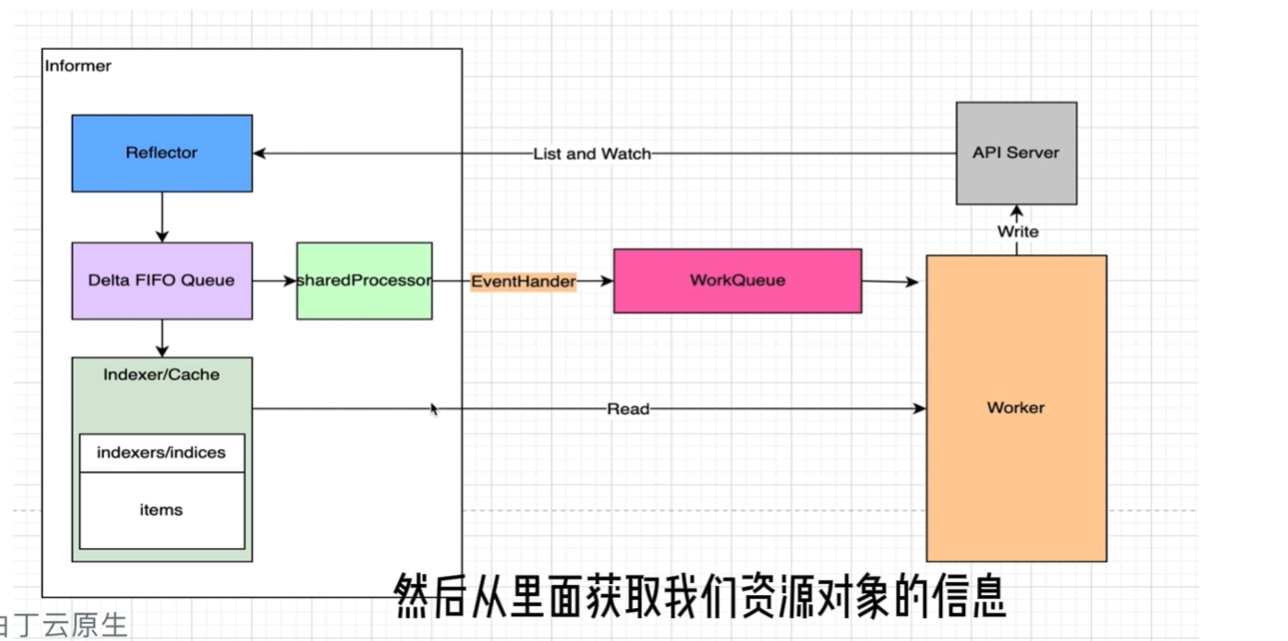 Informer
Reflector
List and Watch
API Server
Write
Delta FIFO Queue
sharedProcessor
EventHander
WorkQueue
Indexer/Cache
Read
Worker
indexers/indices
items
然后从里面获取我们资源对象的信息
白丁云原生